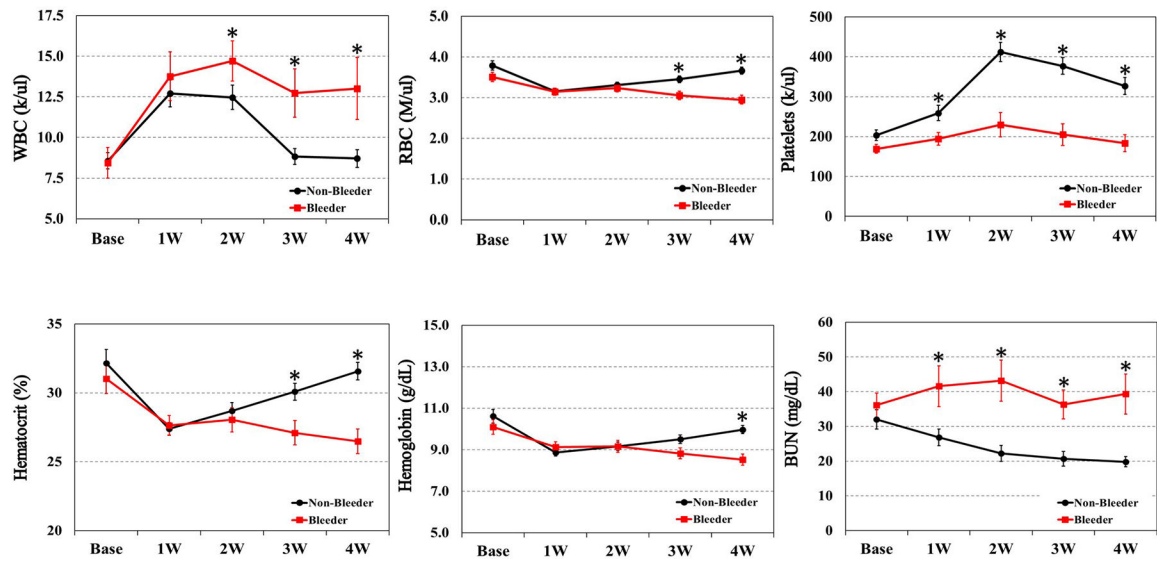 WBC (k/ul)
17.5
15.0
12.5
10.0
7.5
5.0
* * *
Non-Bleeder
Bleeder
Base 1W 2W 3W 4W
RBC (M/ul)
5.0
4.0
3.0
2.0
1.0
0.0
* *
Non-Bleeder
Bleeder
Base 1W 2W 3W 4W
Platelets (k/ul)
500
400
300
200
100
0
* * * *
Non-Bleeder
Bleeder
Base 1W 2W 3W 4W
Hematocrit (%)
35
30
25
20
* *
Non-Bleeder
Bleeder
Base 1W 2W 3W 4W
Hemoglobin (g/dL)
15.0
13.0
11.0
9.0
7.0
5.0
*
Non-Bleeder
Bleeder
Base 1W 2W 3W 4W
BUN (mg/dL)
60
50
40
30
20
10
0
* * * *
Non-Bleeder
Bleeder
Base 1W 2W 3W 4W